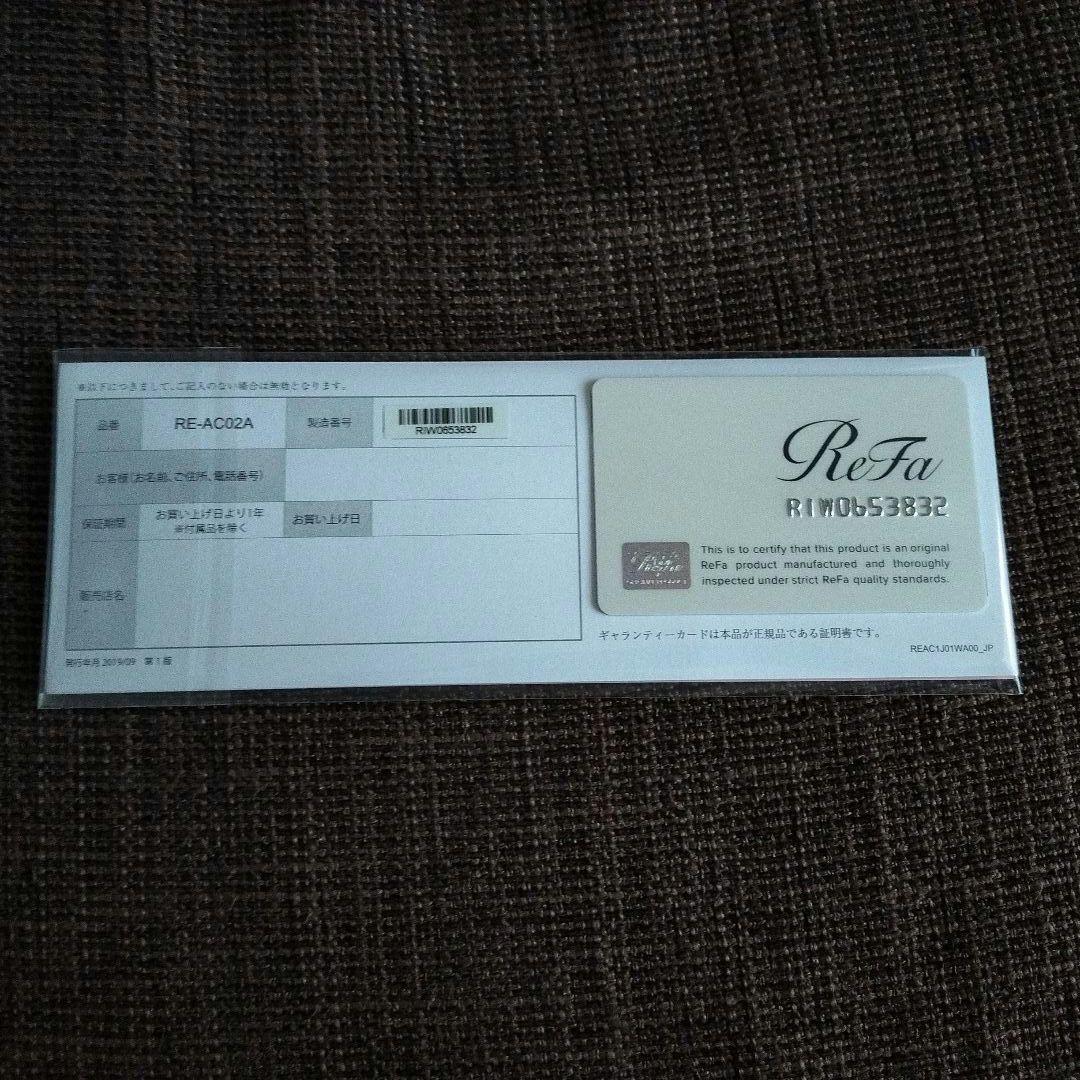 ※以下につきまして、ご記入のない場合は無効となります。
品番
RE-AC02A
製造番号
RIW0653832
お客様(お名前、ご住所、電話番号)
保証期間
お買い上げ日より1年
※付属品を除く
お買い上げ日
販売店名
発行年月 2019/09 第1版
ReFa
RIW0653832
This is to certify that this product is an original
ReFa product manufactured and thoroughly
inspected under strict ReFa quality standards.
ギャランティーカードは本品が正規品である証明書です。
REAC1J01WA00_JP